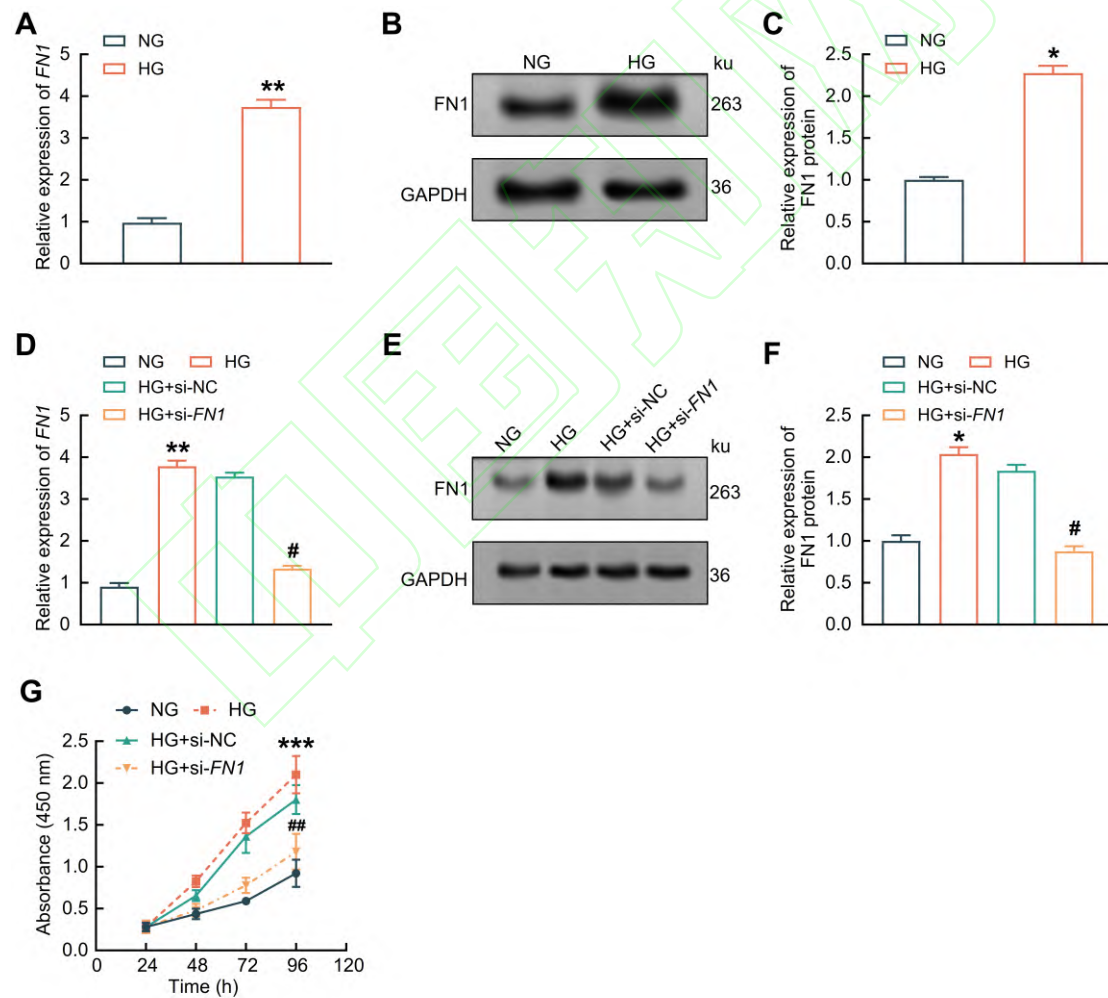 A
NG
HG
Relative expression of FN1
5
4
3
2
1
0
**
B
NG HG ku
FN1 263
GAPDH 36
C
NG
HG
Relative expression of
FN1 protein
2.5
2.0
1.5
1.0
0.5
0.0
*
D
NG HG
HG+si-NC
HG+si-FN1
Relative expression of FN1
5
4
3
2
1
0
**
#
E
NG HG HG+si-NC HG+si-FN1 ku
FN1 263
GAPDH 36
F
NG HG
HG+si-NC
HG+si-FN1
Relative expression of
FN1 protein
2.5
2.0
1.5
1.0
0.5
0.0
*
#
G
NG HG
HG+si-NC
HG+si-FN1
Absorbance (450 nm)
2.5
2.0
1.5
1.0
0.5
0.0
***
##
0 24 48 72 96 120
Time (h)